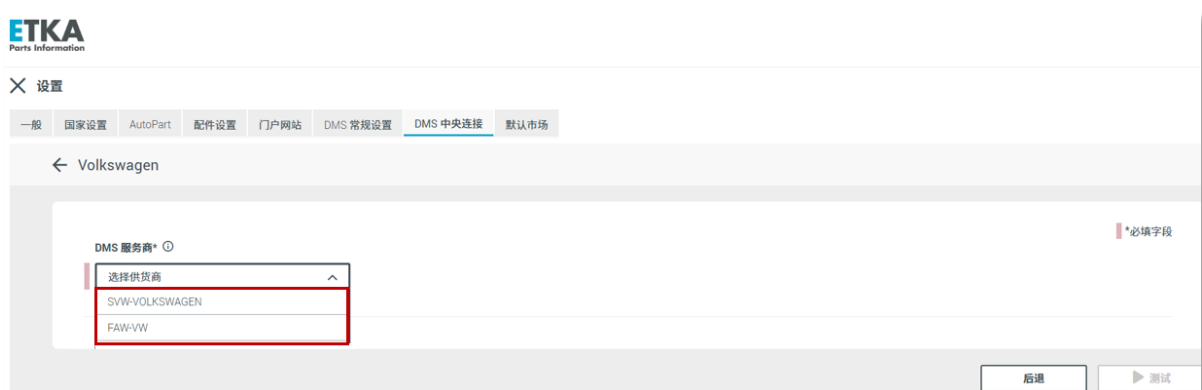 ETKA
Parts Information
设置
一般 国家设置 AutoPart 配件设置 门户网站 DMS 常规设置 DMS 中央连接 默认市场
Volkswagen
*必填字段
DMS 服务商*
选择供货商
SVW-VOLKSWAGEN
FAW-VW
后退 测试